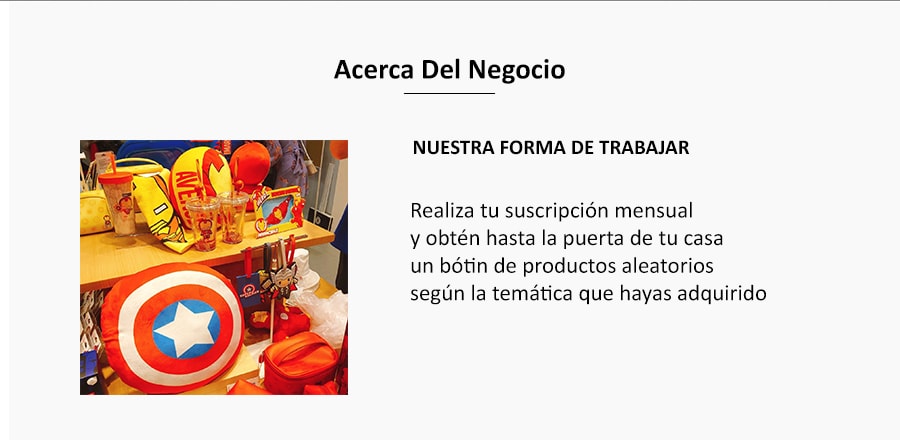 Acerca Del Negocio
NUESTRA FORMA DE TRABAJAR
Realiza tu suscripción mensual
y obtén hasta la puerta de tu casa
un bótin de productos aleatorios
según la temática que hayas adquirido